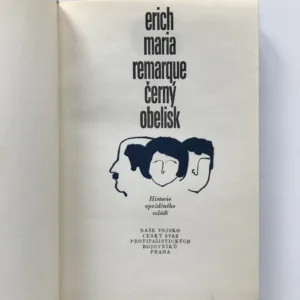 erich
maria
remarque
černý
obelisk
Historie
opožděného
mládí
NAŠE VOJSKO
ČESKÝ SVAZ
PROTIFAŠISTICKÝCH
BOJOVNÍKŮ
PRAHA